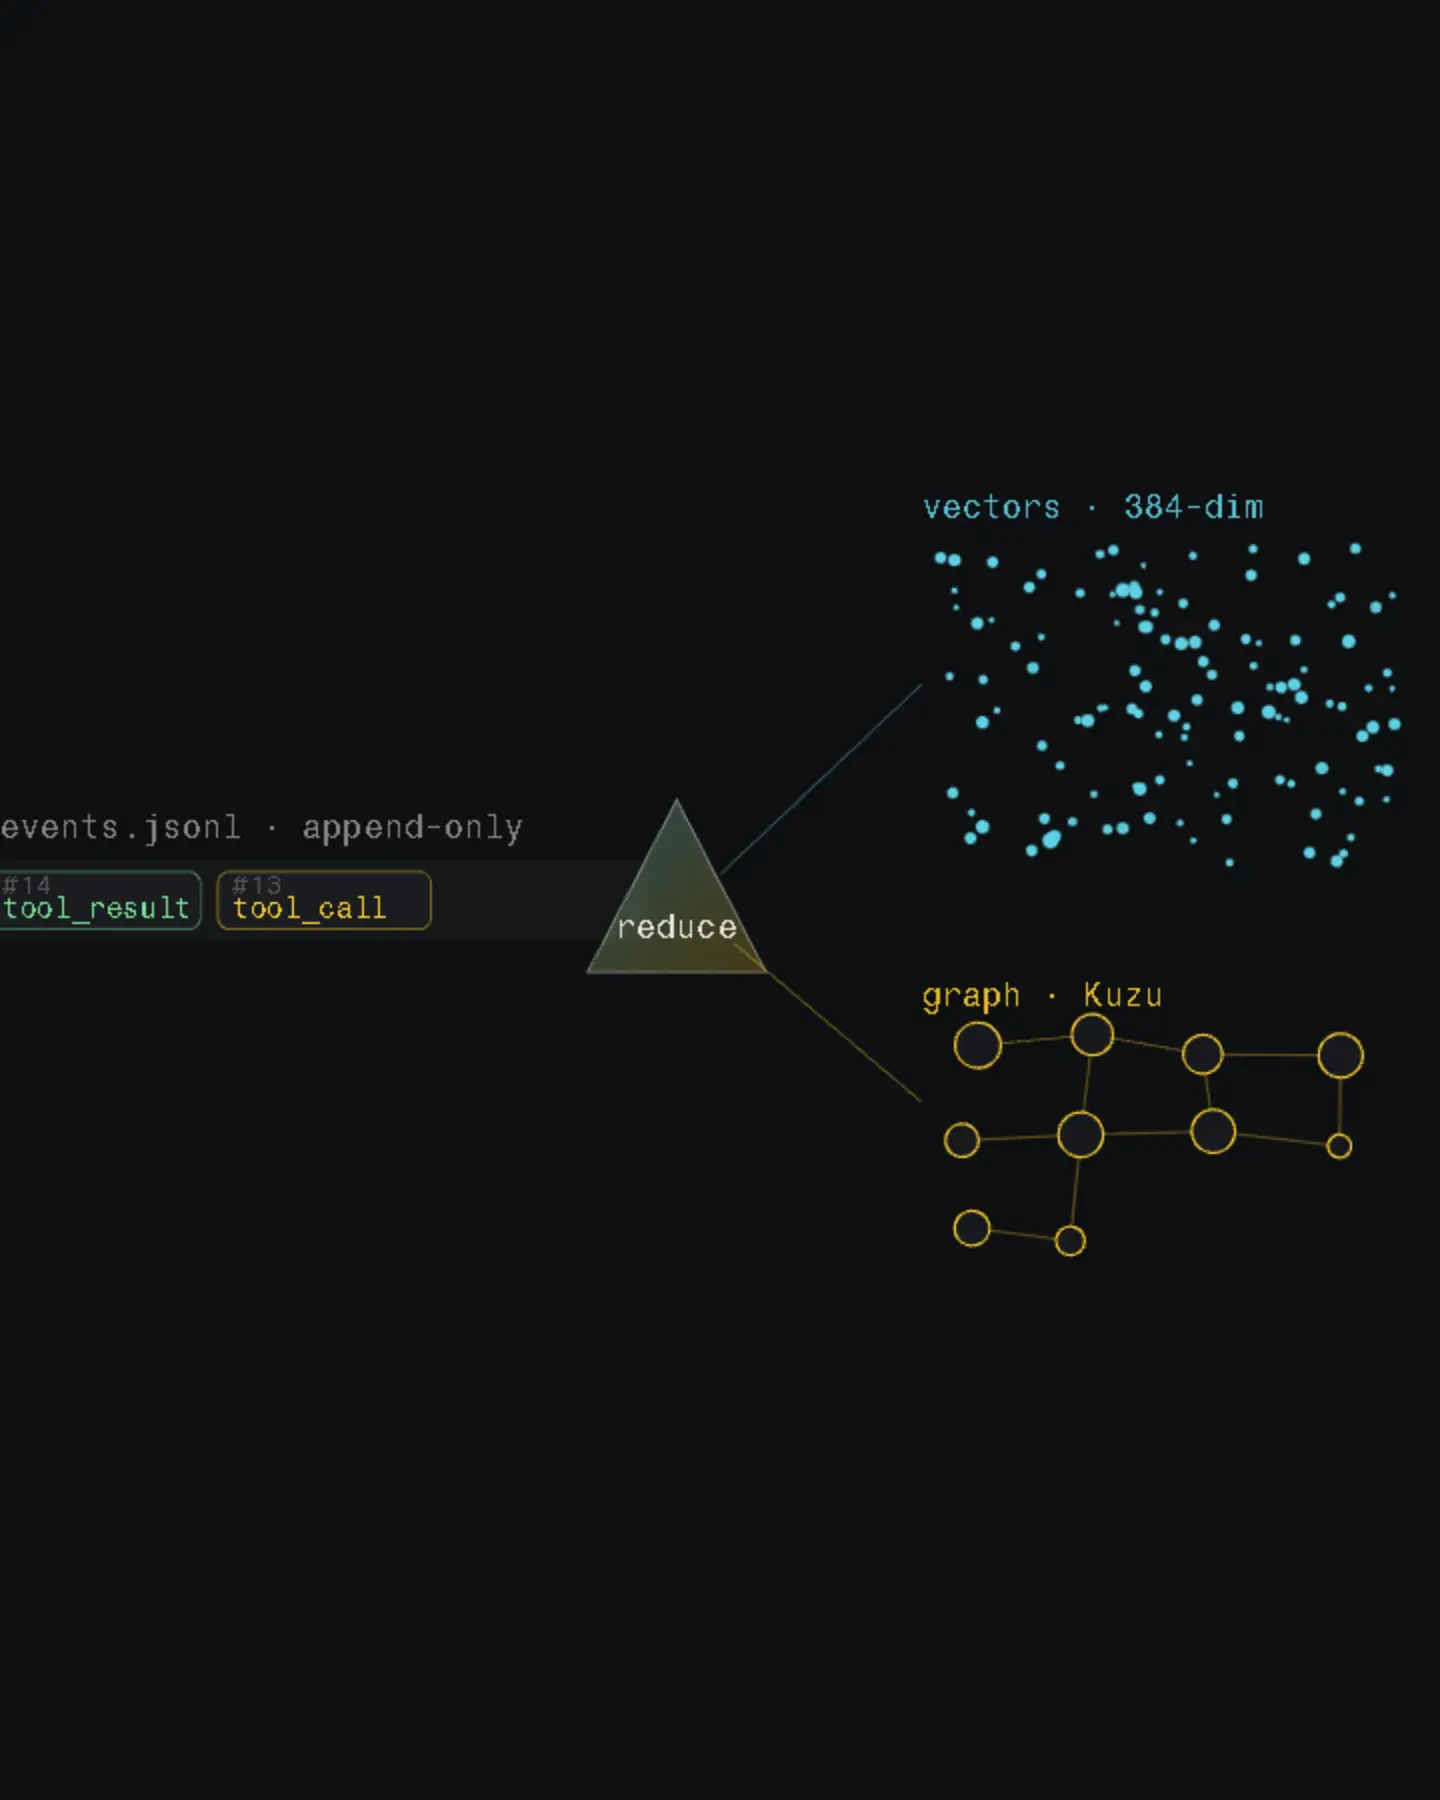 vectors · 384-dim
events.jsonl · append-only
#14
tool_result
#13
tool_call
reduce
graph · Kuzu